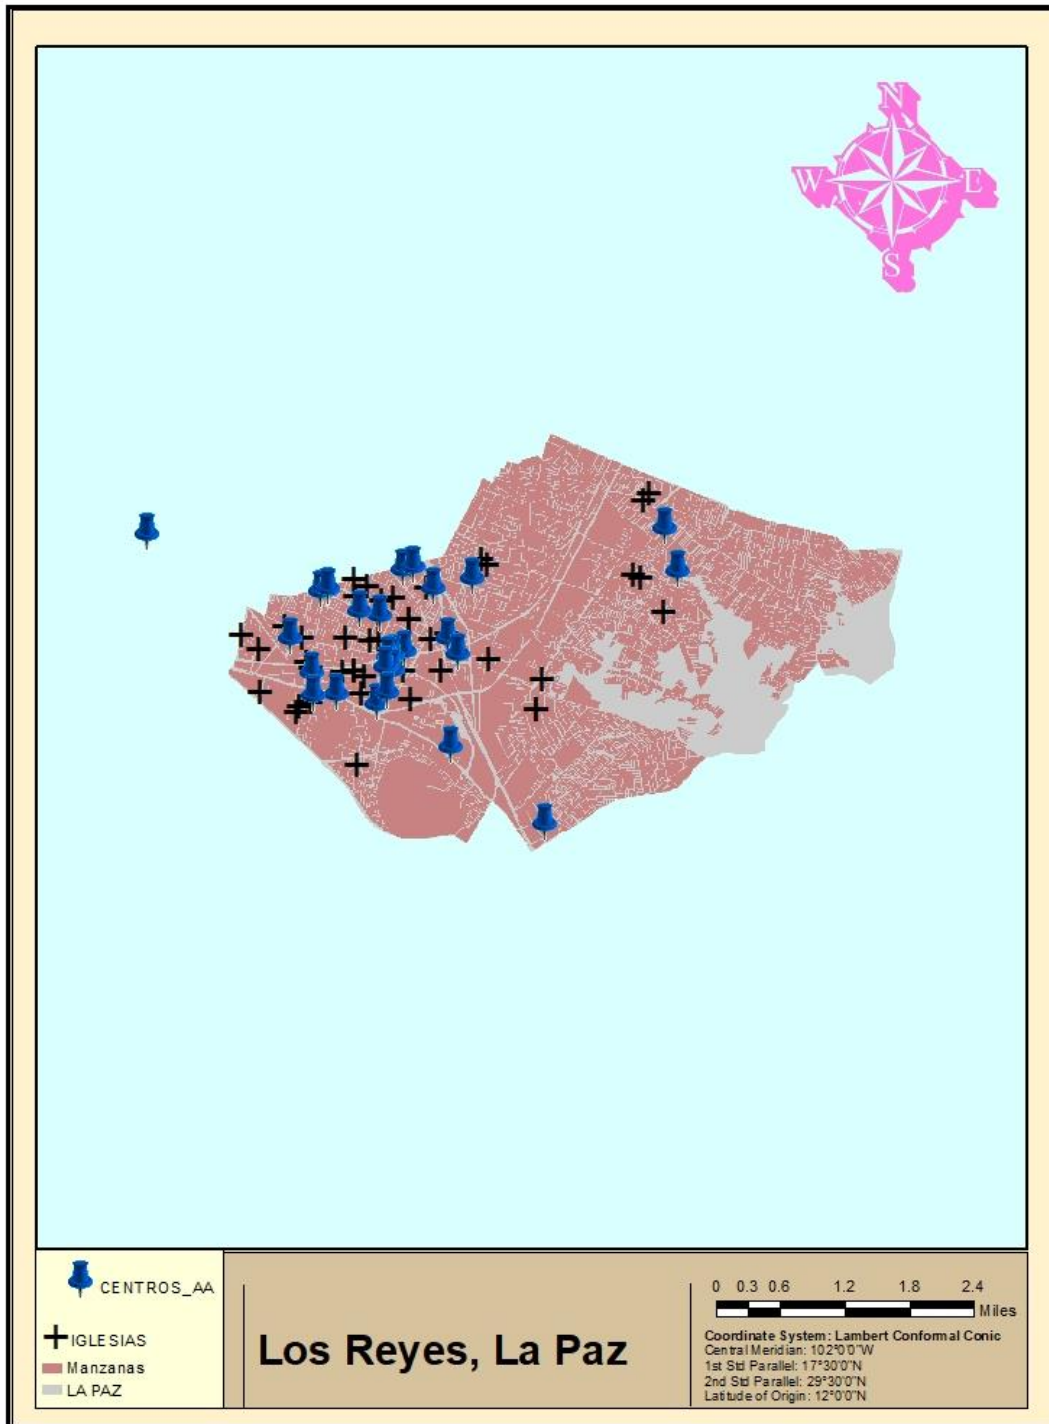 N
W E
S
CENTROS_AA
IGLESIAS
Manzanas
LA PAZ
Los Reyes, La Paz
0 0.3 0.6 1.2 1.8 2.4
Miles
Coordinate System: Lambert Conformal Conic
Central Meridian: 102°0'0"W
1st Std Parallel: 17°30'0"N
2nd Std Parallel: 29°30'0"N
Latitude of Origin: 12°0'0"N